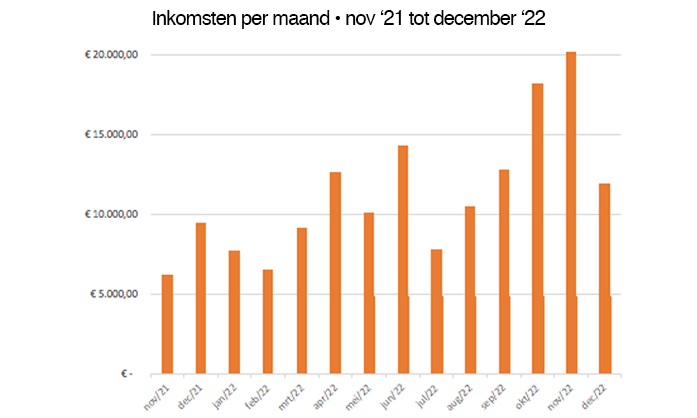 Inkomsten per maand • nov ‘21 tot december ‘22
€ 20.000,00
€ 15.000,00
€ 10.000,00
€ 5.000,00
€ -
nov/21
dec/21
jan/22
feb/22
mrt/22
apr/22
mei/22
jun/22
jul/22
aug/22
sep/22
okt/22
nov/22
dec/22